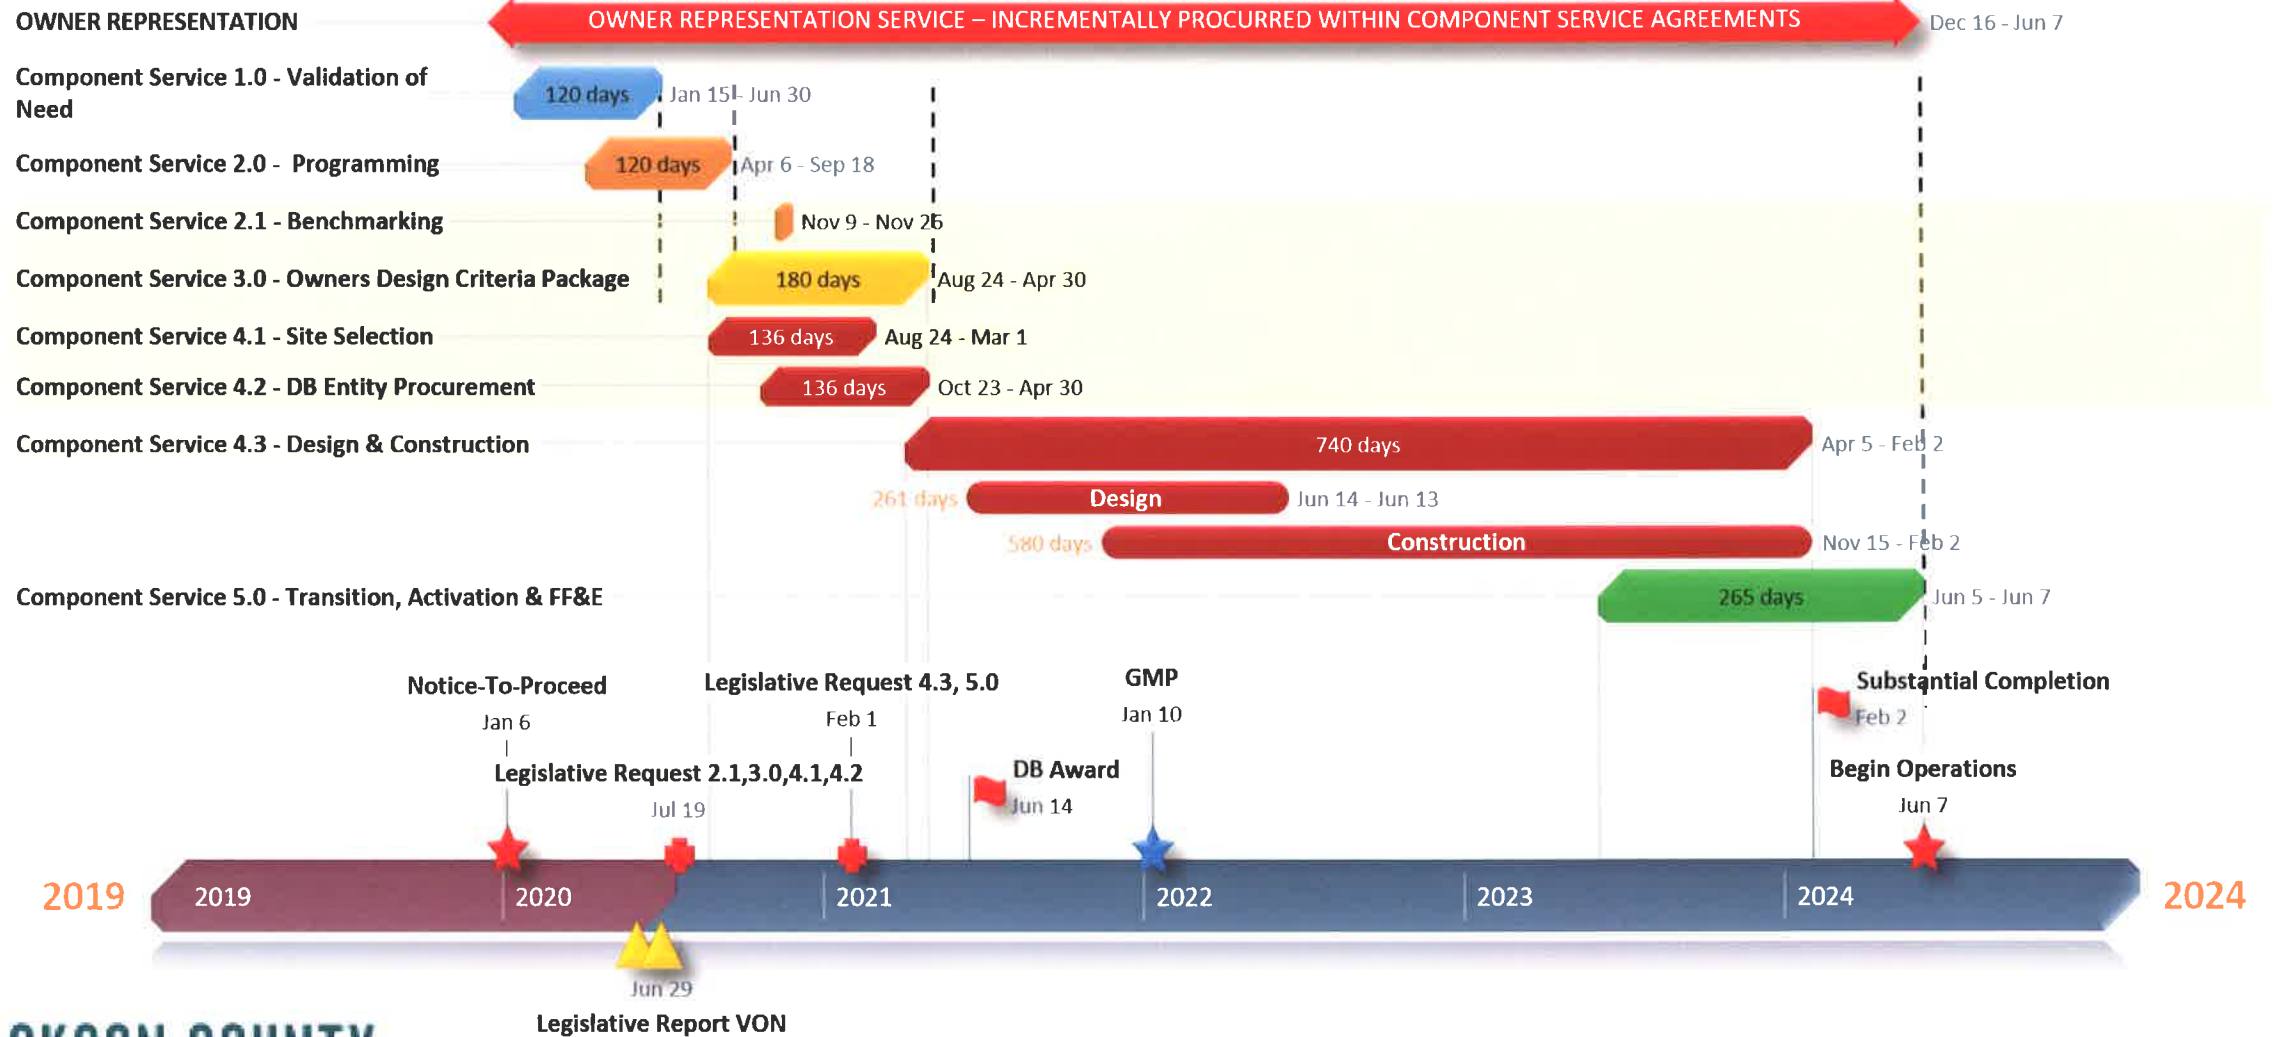 OWNER REPRESENTATION
OWNER REPRESENTATION SERVICE – INCREMENTALLY PROCURRED WITHIN COMPONENT SERVICE AGREEMENTS
Dec 16 - Jun 7
Component Service 1.0 - Validation of
Need
120 days
Jan 15 - Jun 30
Component Service 2.0 - Programming
120 days
Apr 6 - Sep 18
Component Service 2.1 - Benchmarking
Nov 9 - Nov 26
Component Service 3.0 - Owners Design Criteria Package
180 days
Aug 24 - Apr 30
Component Service 4.1 - Site Selection
136 days
Aug 24 - Mar 1
Component Service 4.2 - DB Entity Procurement
136 days
Oct 23 - Apr 30
Component Service 4.3 - Design & Construction
740 days
Apr 5 - Feb 2
261 days
Design
Jun 14 - Jun 13
580 days
Construction
Nov 15 - Feb 2
Component Service 5.0 - Transition, Activation & FF&E
265 days
Jun 5 - Jun 7
Notice-To-Proceed
Jan 6
Legislative Request 4.3, 5.0
Feb 1
GMP
Jan 10
Substantial Completion
Feb 2
Legislative Request 2.1,3.0,4.1,4.2
Jul 19
DB Award
Jun 14
Begin Operations
Jun 7
2019
2019
2020
2021
2022
2023
2024
2024
Jun 29
Legislative Report VON